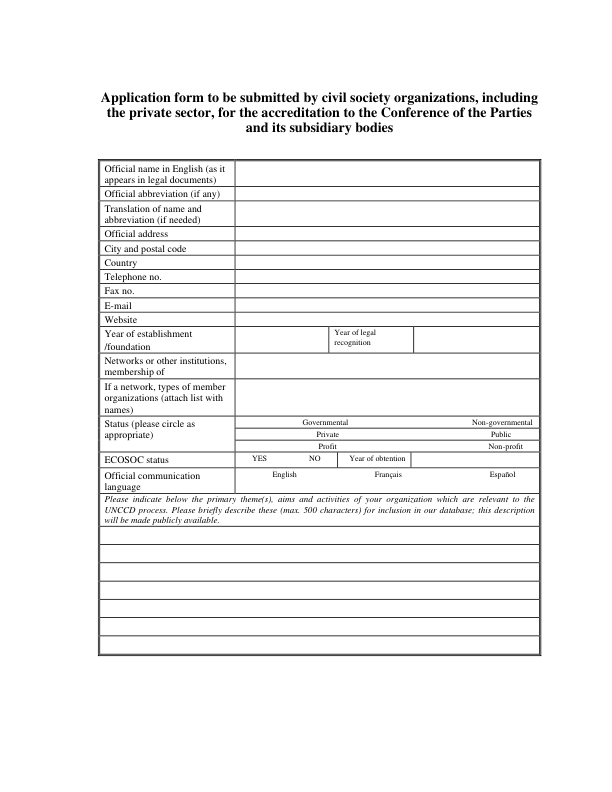 Application form to be submitted by civil society organizations, including
the private sector, for the accreditation to the Conference of the Parties
and its subsidiary bodies
Official name in English (as it
appears in legal documents)
Official abbreviation (if any)
Translation of name and
abbreviation (if needed)
Official address
City and postal code
Country
Telephone no.
Fax no.
E-mail
Website
Year of establishment
/foundation
Year of legal
recognition
Networks or other institutions,
membership of
If a network, types of member
organizations (attach list with
names)
Status (please circle as
appropriate)
Governmental Non-governmental
Private Public
Profit Non-profit
ECOSOC status YES NO Year of obtention
Official communication
language
English Français Español
Please indicate below the primary theme(s), aims and activities of your organization which are relevant to the
UNCCD process. Please briefly describe these (max. 500 characters) for inclusion in our database; this description
will be made publicly available.